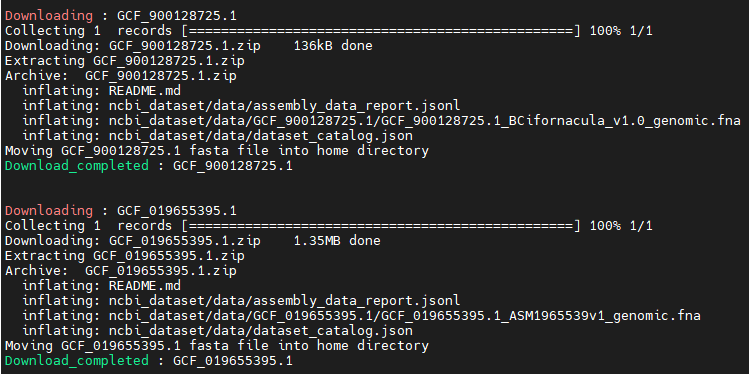 Downloading : GCF_900128725.1
Collecting 1  records [================================================] 100% 1/1
Downloading: GCF_900128725.1.zip    136kB done
Extracting GCF_900128725.1.zip
Archive:  GCF_900128725.1.zip
  inflating: README.md
  inflating: ncbi_dataset/data/assembly_data_report.jsonl
  inflating: ncbi_dataset/data/GCF_900128725.1/GCF_900128725.1_BCifornacula_v1.0_genomic.fna
  inflating: ncbi_dataset/data/dataset_catalog.json
Moving GCF_900128725.1 fasta file into home directory
Download_completed : GCF_900128725.1
Downloading : GCF_019655395.1
Collecting 1  records [================================================] 100% 1/1
Downloading: GCF_019655395.1.zip    1.35MB done
Extracting GCF_019655395.1.zip
Archive:  GCF_019655395.1.zip
  inflating: README.md
  inflating: ncbi_dataset/data/assembly_data_report.jsonl
  inflating: ncbi_dataset/data/GCF_019655395.1/GCF_019655395.1_ASM1965539v1_genomic.fna
  inflating: ncbi_dataset/data/dataset_catalog.json
Moving GCF_019655395.1 fasta file into home directory
Download_completed : GCF_019655395.1